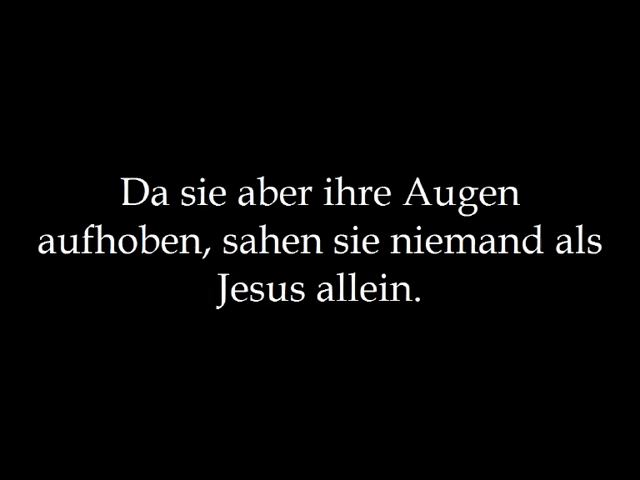 Da sie aber ihre Augen
aufhoben, sahen sie niemand als
Jesus allein.